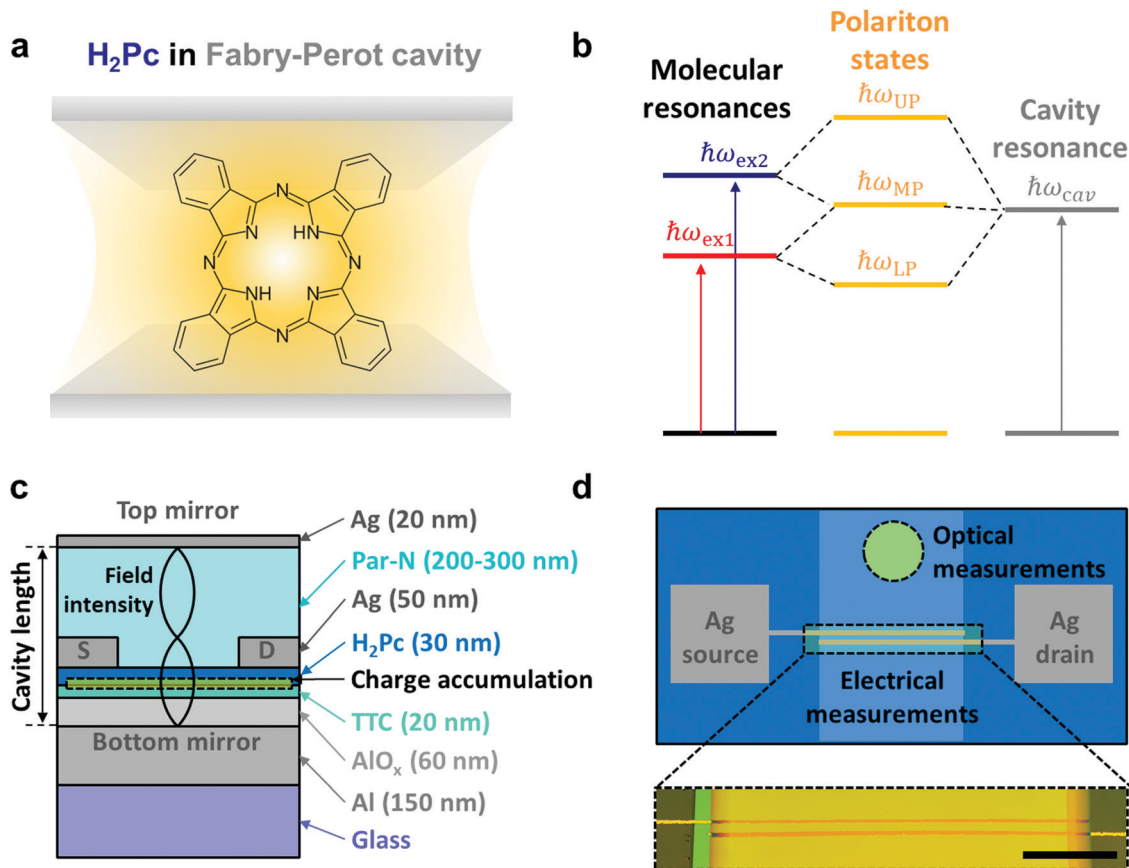 a
H₂Pc in Fabry-Perot cavity
N
N
N
HN
N
N
NH
N
N
b
Polariton
states
Molecular
resonances
Cavity
resonance
ℏω_UP
ℏω_ex2
ℏω_MP
ℏω_cav
ℏω_ex1
ℏω_LP
c
Top mirror
Cavity length
Field
intensity
S
D
Bottom mirror
Ag (20 nm)
Par-N (200-300 nm)
Ag (50 nm)
H₂Pc (30 nm)
Charge accumulation
TTC (20 nm)
AlOₓ (60 nm)
Al (150 nm)
Glass
d
Optical
measurements
Ag
source
Ag
drain
Electrical
measurements